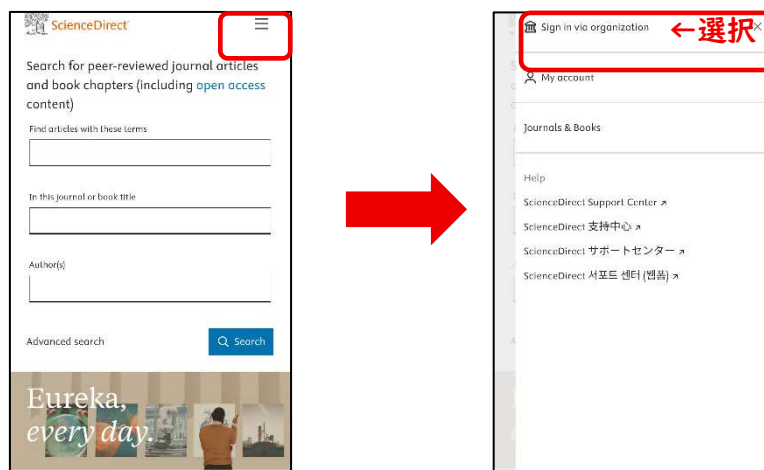 ScienceDirect
Search for peer-reviewed journal articles
and book chapters (including open access
content)
Find articles with these terms
In this journal or book title
Author(s)
Advanced search
Search
Eureka,
every day.
Sign in via organization
←選択
My account
Journals & Books
Help
ScienceDirect Support Center
ScienceDirect 支持中心
ScienceDirect サポートセンター
ScienceDirect 서포트 센터 (웹폼)